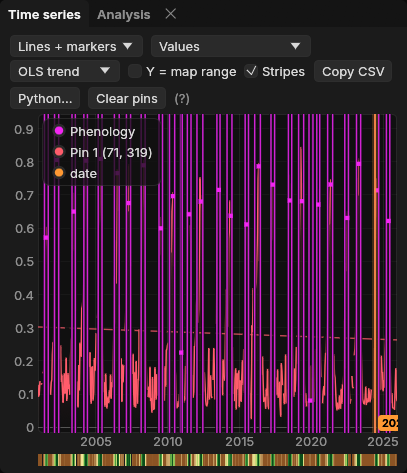 Time series Analysis
Lines + markers Values
OLS trend Y = map range Stripes Copy CSV
Python... Clear pins (?)
0.9
Phenology
0.8
Pin 1 (71, 319)
date
0.7
0.6
0.5
0.4
0.3
0.2
0.1
0
2005 2010 2015 2020 2025